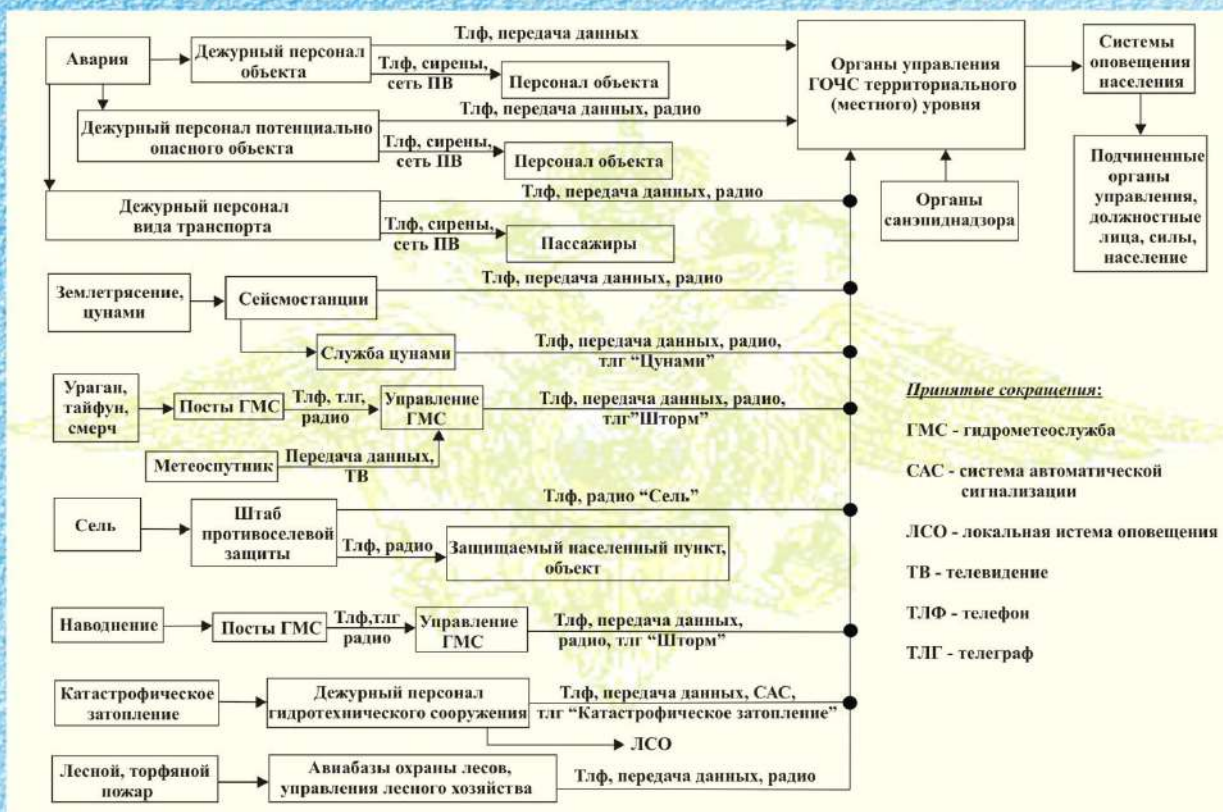 Авария
Дежурный персонал
объекта
Тлф, передача данных
Тлф, сирены,
сеть ПВ
Персонал объекта
Органы управления
ГОЧС территориального
(местного) уровня
Системы
оповещения
населения
Дежурный персонал потенциально
опасного объекта
Тлф, передача данных, радио
Тлф, сирены,
сеть ПВ
Персонал объекта
Подчиненные
органы
управления,
должностные
лица, силы,
население
Органы
санэпиднадзора
Дежурный персонал
вида транспорта
Тлф, передача данных, радио
Тлф, сирены,
сеть ПВ
Пассажиры
Землетрясение,
цунами
Сейсмостанции
Тлф, передача данных, радио
Служба цунами
Тлф, передача данных, радио,
тлг “Цунами”
Ураган,
тайфун,
смерч
Посты ГМС
Тлф, тлг,
радио
Управление
ГМС
Тлф, передача данных, радио,
тлг”Шторм”
Метеоспутник
Передача данных,
ТВ
Сель
Штаб
противоселевой
защиты
Тлф, радио “Сель”
Тлф, радио
Защищаемый населенный пункт,
объект
Наводнение
Посты ГМС
Тлф,тлг
радио
Управление
ГМС
Тлф, передача данных,
радио, тлг “Шторм”
Катастрофическое
затопление
Дежурный персонал
гидротехнического сооружения
Тлф, передача данных, САС,
тлг “Катастрофическое затопление”
ЛСО
Лесной, торфяной
пожар
Авиабазы охраны лесов,
управления лесного хозяйства
Тлф, передача данных, радио
Принятые сокращения:
ГМС - гидрометеослужба
САС - система автоматической
сигнализации
ЛСО - локальная истема оповещения
ТВ - телевидение
ТЛФ - телефон
ТЛГ - телеграф